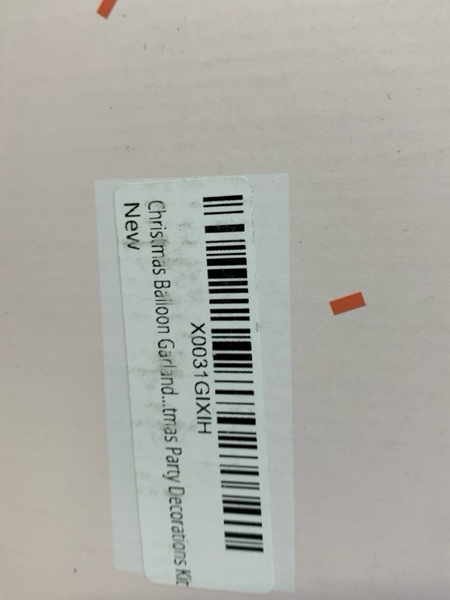 X0031GIXIH
Christmas Balloon Garland...tmas Party Decorations Kit
New